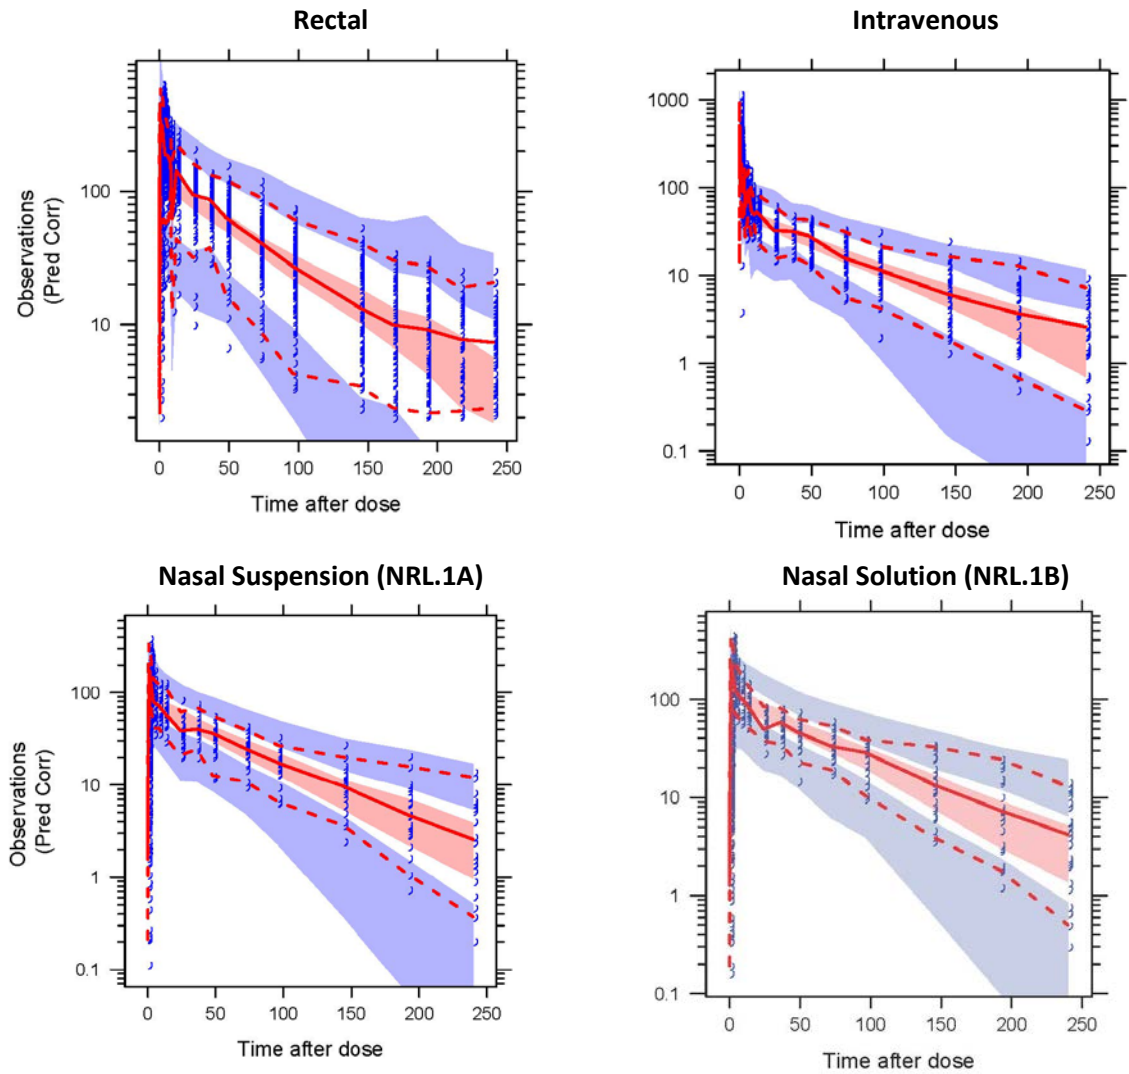 Rectal
Observations
(Pred Corr)
100
10
0 50 100 150 200 250
Time after dose
Intravenous
1000
100
10
1
0.1
0 50 100 150 200 250
Time after dose
Nasal Suspension (NRL.1A)
Observations
(Pred Corr)
100
10
1
0.1
0 50 100 150 200 250
Time after dose
Nasal Solution (NRL.1B)
100
10
1
0.1
0 50 100 150 200 250
Time after dose